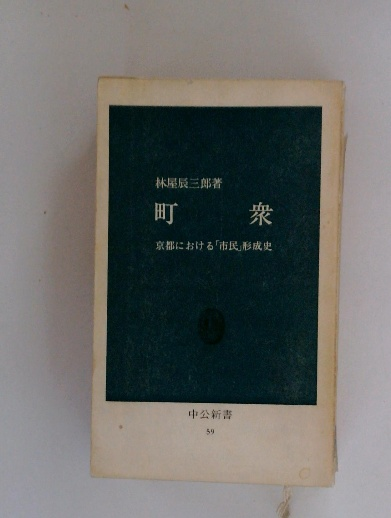 林屋辰三郎著
町 衆
京都における「市民」形成史
中公新書
59